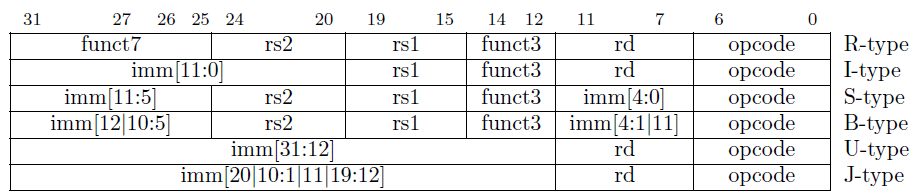 31 27 26 25 24 20 19 15 14 12 11 7 6 0
funct7 rs2 rs1 funct3 rd opcode R-type
imm[11:0] rs1 funct3 rd opcode I-type
imm[11:5] rs2 rs1 funct3 imm[4:0] opcode S-type
imm[12|10:5] rs2 rs1 funct3 imm[4:1|11] opcode B-type
imm[31:12] rd opcode U-type
imm[20|10:1|11|19:12] rd opcode J-type